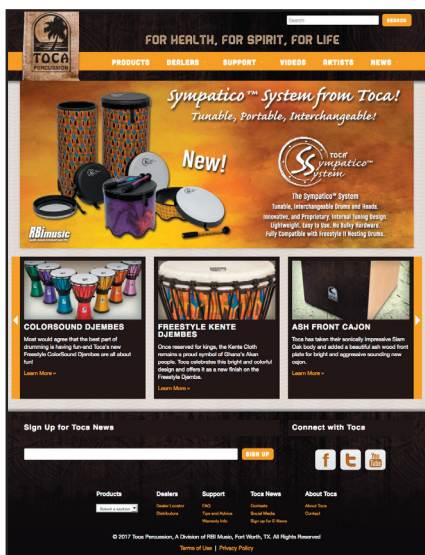 TOCA
PERCUSSION
Search
SEARCH
FOR HEALTH, FOR SPIRIT, FOR LIFE
PRODUCTS
DEALERS
SUPPORT
VIDEOS
ARTISTS
NEWS
Sympatico™ System from Toca!
Tunable, Portable, Interchangeable!
New!
TOCA®
Sympatico™
System
The Sympatico™ System
Tunable, Interchangeable Drums and Heads.
Innovative, and Proprietary, Internal Tuning Design.
Lightweight, Easy to Use, No Bulky Hardware.
Fully Compatible with Freestyle II Nesting Drums.
RBImusic
COLORSOUND DJEMBES
Most would agree that the best part of
drumming is having fun-and Toca's new
Freestyle ColorSound Djembes are all about
fun!
Learn More »
FREESTYLE KENTE
DJEMBES
Once reserved for kings, the Kente Cloth
remains a proud symbol of Ghana's Akan
people. Toca celebrates this bright and colorful
design and offers it as a new finish on the
Freestyle Djembe.
Learn More »
ASH FRONT CAJON
Toca has taken their sonically impressive Siam
Oak body and added a beautiful ash wood front
plate for bright and aggressive sounding new
cajon.
Learn More »
Sign Up for Toca News
Connect with Toca
SIGN UP
f
t
You
Tube
Products
Dealers
Support
Toca News
About Toca
Select a section
Dealer Locator
FAQ
Contests
About Toca
Distributors
Tips and Advice
Social Media
Contact
Warranty Info
Sign up for E-News
© 2017 Toca Percussion, A Division of RBI Music, Fort Worth, TX. All Rights Reserved
Terms of Use | Privacy Policy